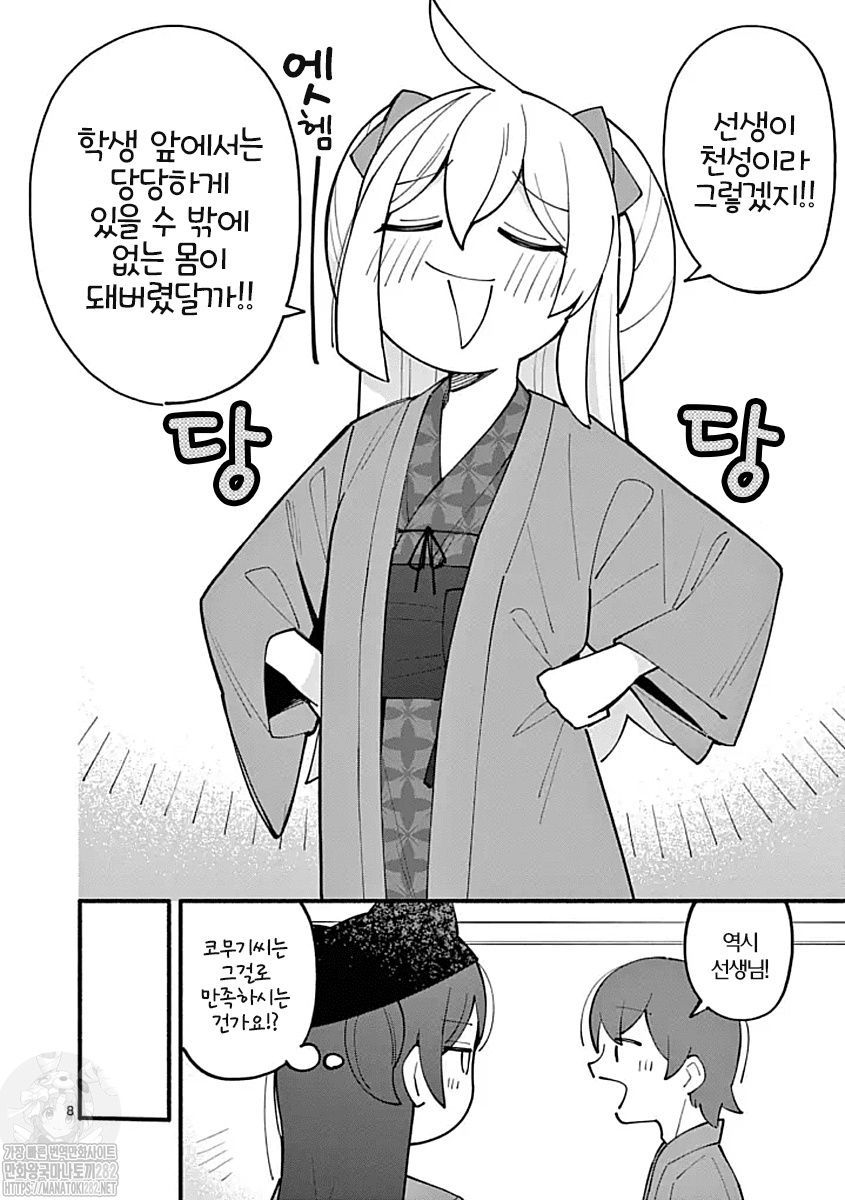 선생이
천성이라
그렇겠지!!
엣헴
학생 앞에서는
당당하게
있을 수 밖에
없는 몸이
돼버렸달까!!
당
당
역시
선생님!
코무기씨는
그걸로
만족하시는
건가요!?
8
가장 빠른 번역만화사이트
만화왕국마나토끼282
HTTPS://MANATOKI282.NET